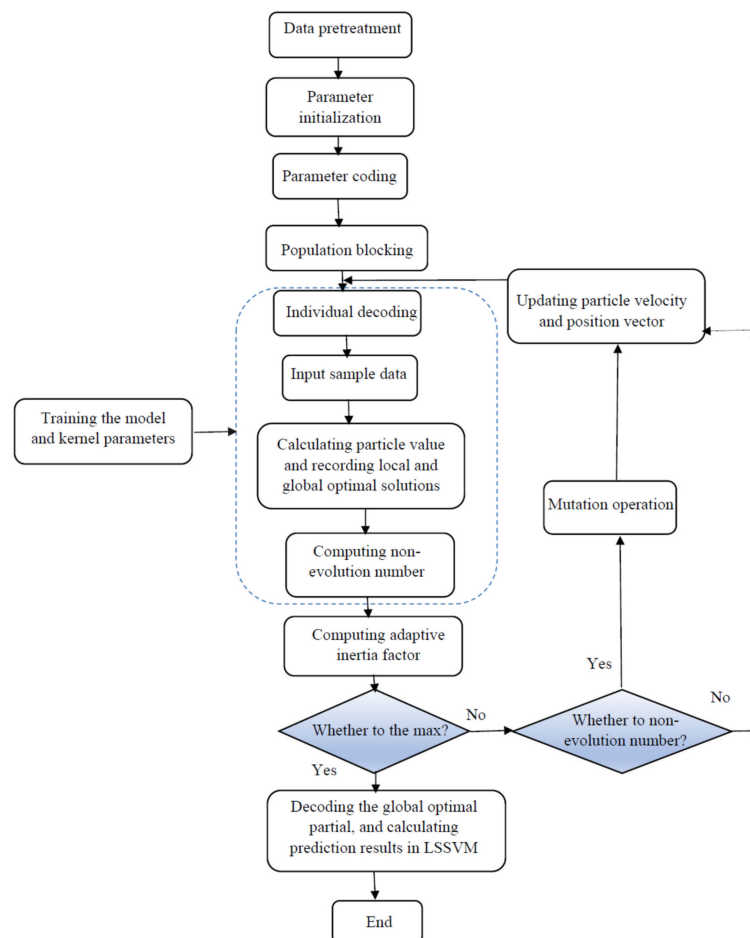 Data pretreatment
Parameter
initialization
Parameter coding
Population blocking
Individual decoding
Updating particle velocity
and position vector
Input sample data
Training the model
and kernel parameters
Calculating particle value
and recording local and
global optimal solutions
Mutation operation
Computing non-
evolution number
Computing adaptive
inertia factor
Yes
No
Whether to the max?
No
Whether to non-
evolution number?
Yes
Decoding the global optimal
partial, and calculating
prediction results in LSSVM
End